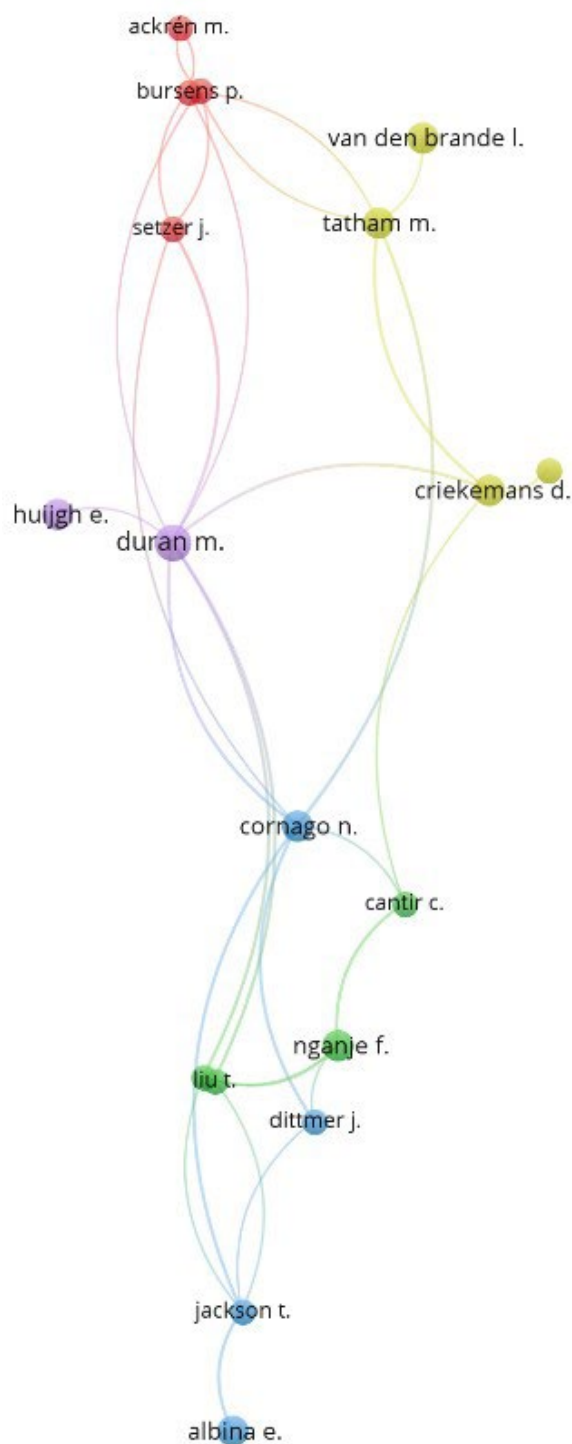 ackrén m.
bursens p.
van den brande l.
setzer j.
tatham m.
criekemans d.
huijgh e.
duran m.
cornago n.
cantir c.
nganje f.
liu t.
dittmer j.
jackson t.
albina e.